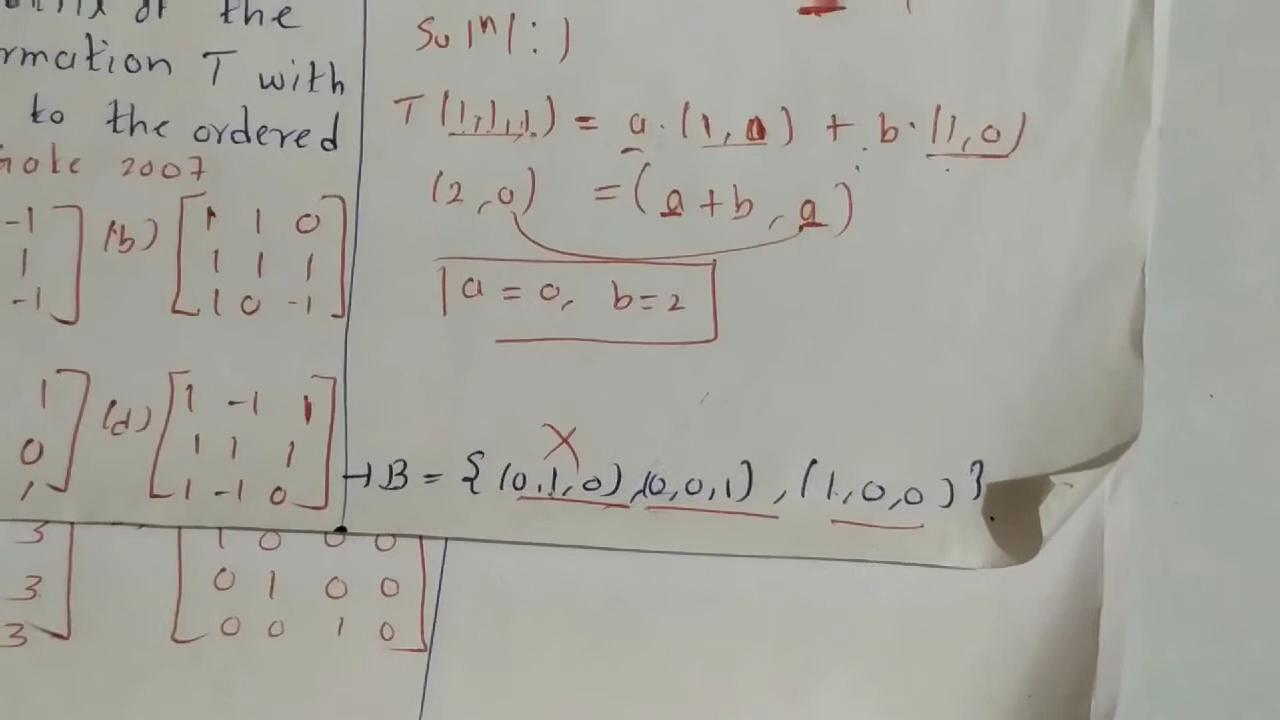 the
rmation T with
to the ordered
2007
-1
1
-1
(b) 1 1 0
1 1 1
1 0 -1
1
0
1
(d) 1 -1 1
1 1 1
1 -1 0
3
3
3
1 0 0 0
0 1 0 0
0 0 1 0
Soln(:)
T(1,1,1) = a.(1, ) + b.(1,0)
(2,0) = (a+b, a)
a = 0, b=2
X
→B = {(0,1,0),(0,0,1),(1,0,0)}